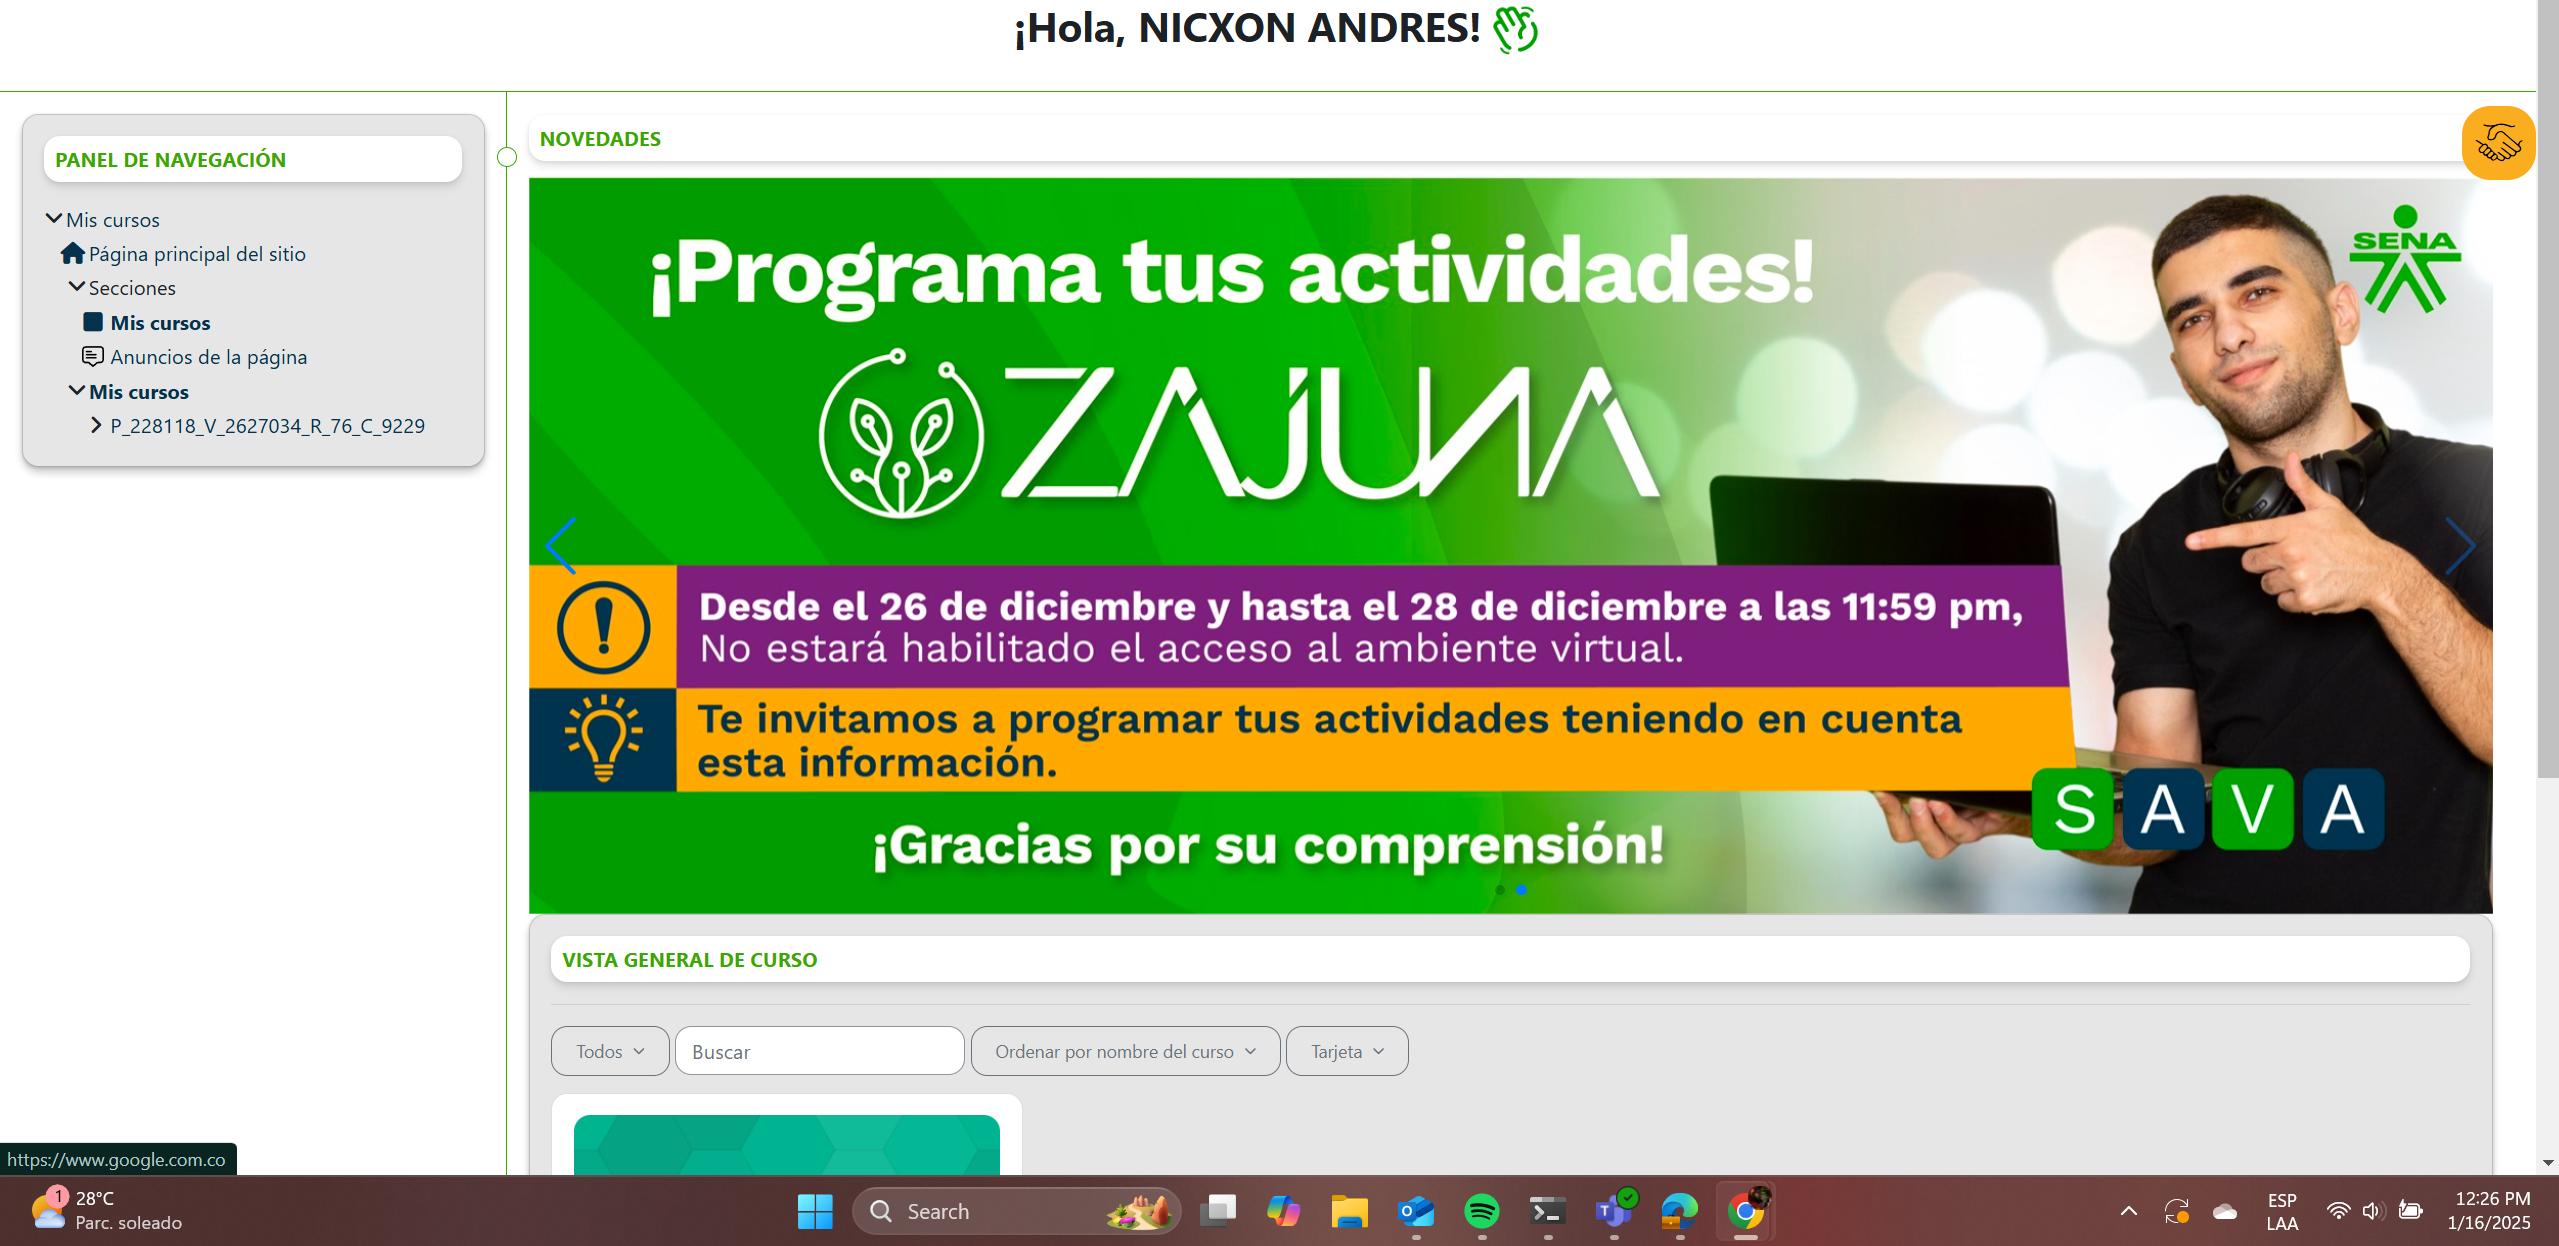 ¡Hola, NICXON ANDRES!
PANEL DE NAVEGACIÓN
Mis cursos
Página principal del sitio
Secciones
Mis cursos
Anuncios de la página
Mis cursos
P_228118_V_2627034_R_76_C_9229
NOVEDADES
¡Programa tus actividades!
SENA
ZAJUNA
Desde el 26 de diciembre y hasta el 28 de diciembre a las 11:59 pm,
No estará habilitado el acceso al ambiente virtual.
Te invitamos a programar tus actividades teniendo en cuenta
esta información.
S A V A
¡Gracias por su comprensión!
VISTA GENERAL DE CURSO
Todos
Buscar
Ordenar por nombre del curso
Tarjeta
https://www.google.com.co
1
28°C
Parc. soleado
Search
ESP
LAA
12:26 PM
1/16/2025